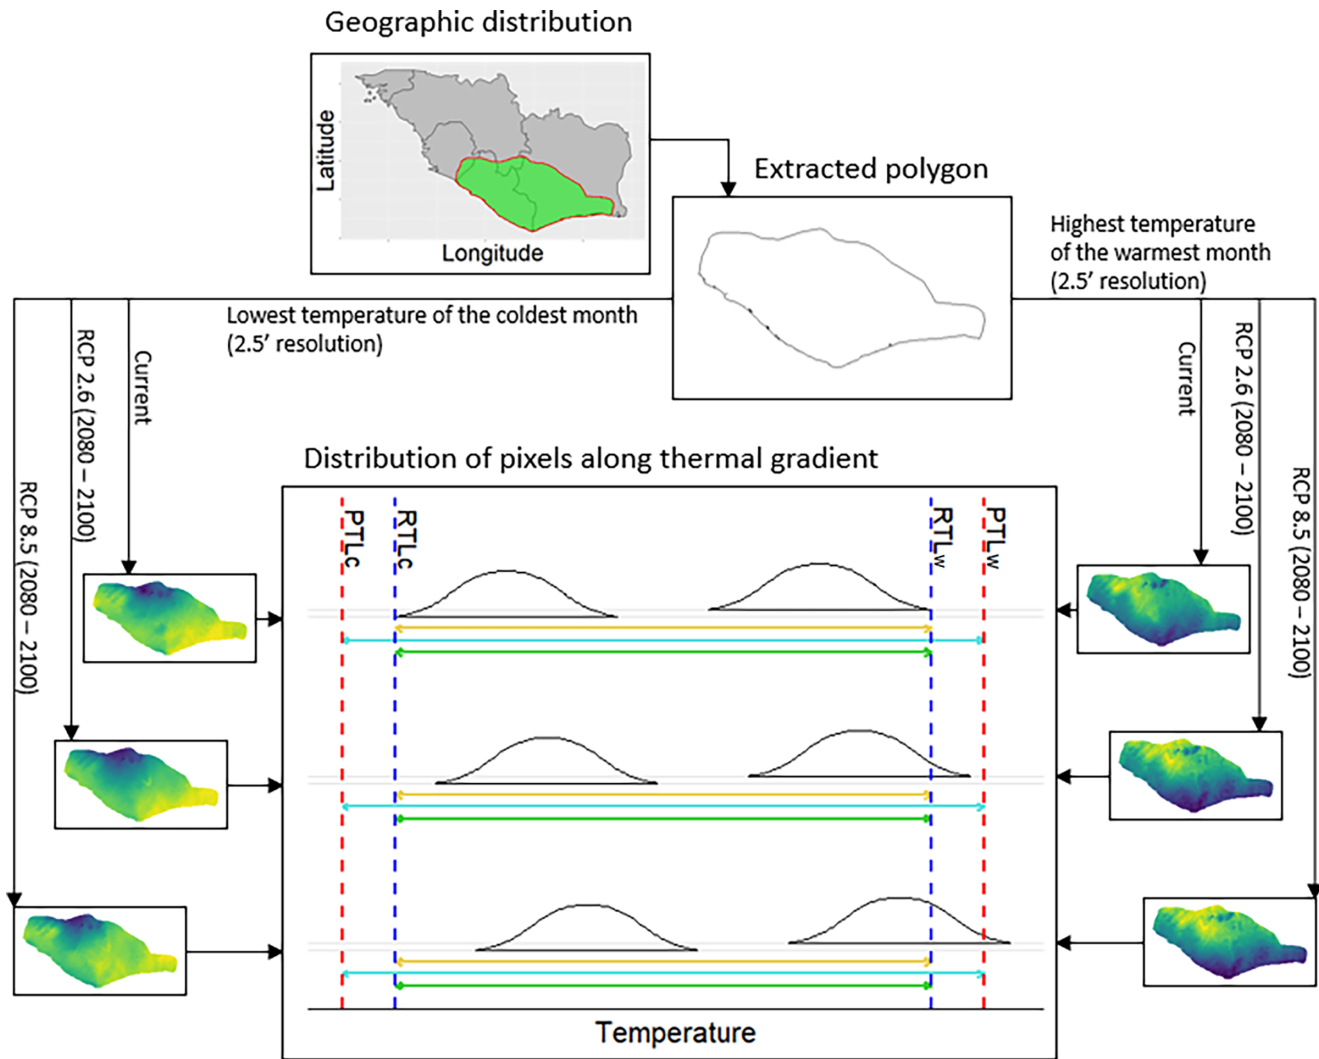 Geographic distribution
Latitude
Longitude
Extracted polygon
Highest temperature
of the warmest month
(2.5′ resolution)
Lowest temperature of the coldest month
(2.5′ resolution)
RCP 8.5 (2080 – 2100)
RCP 2.6 (2080 – 2100)
Current
Current
RCP 2.6 (2080 – 2100)
RCP 8.5 (2080 – 2100)
Distribution of pixels along thermal gradient
PTLc
RTLc
RTLw
PTLw
Temperature